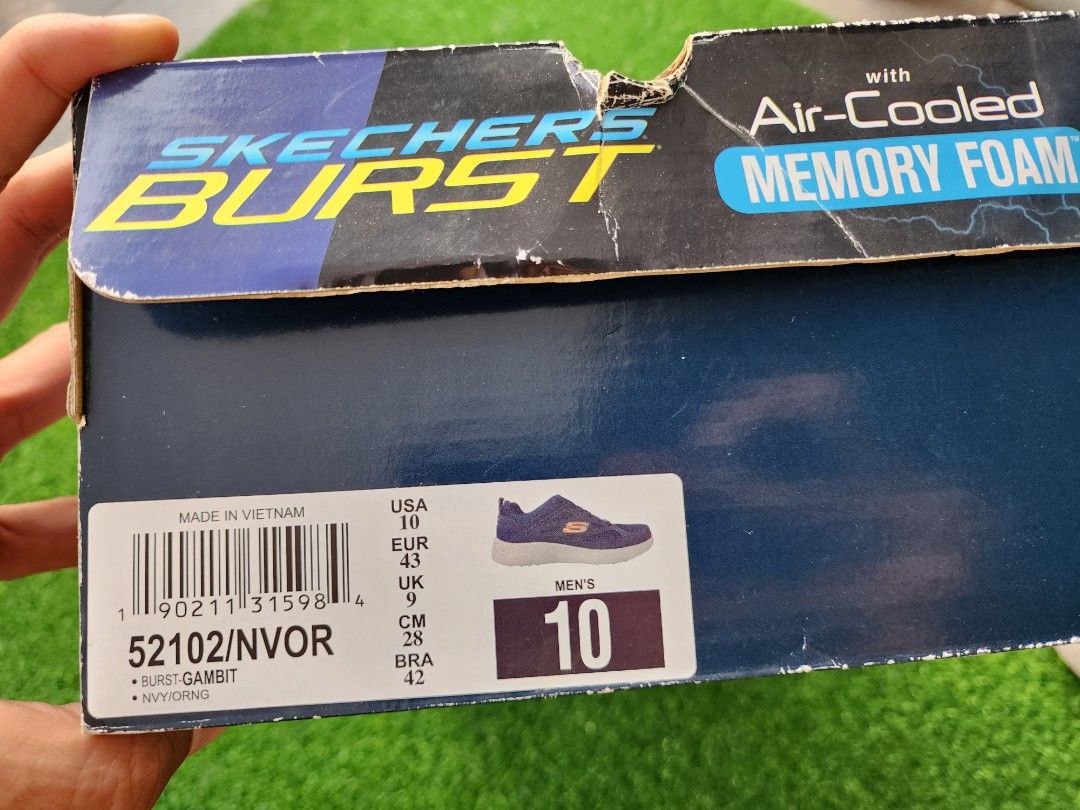 SKECHERS
BURST
with
Air-Cooled
MEMORY FOAM™
MADE IN VIETNAM
1 90211 31598 4
52102/NVOR
• BURST-GAMBIT
• NVY/ORNG
USA
10
EUR
43
UK
9
CM
28
BRA
42
S
MEN'S
10